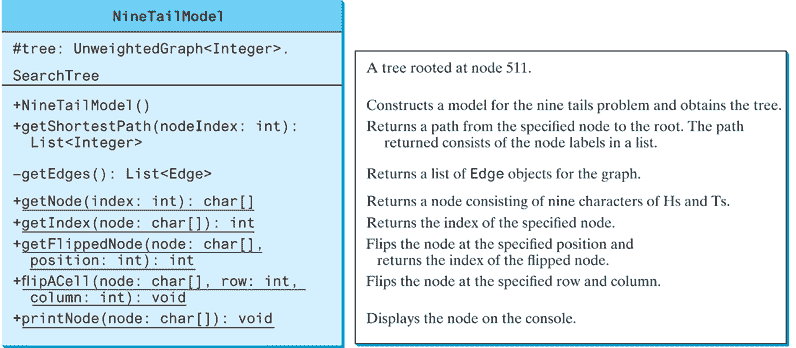 NineTailModel
#tree: UnweightedGraph<Integer>.
SearchTree
A tree rooted at node 511.
+NineTailModel()
Constructs a model for the nine tails problem and obtains the tree.
+getShortestPath(nodeIndex: int):
List<Integer>
Returns a path from the specified node to the root. The path
returned consists of the node labels in a list.
−getEdges(): List<Edge>
Returns a list of Edge objects for the graph.
+getNode(index: int): char[]
Returns a node consisting of nine characters of Hs and Ts.
+getIndex(node: char[]): int
Returns the index of the specified node.
+getFlippedNode(node: char[],
position: int): int
Flips the node at the specified position and
returns the index of the flipped node.
+flipACell(node: char[], row: int,
column: int): void
Flips the node at the specified row and column.
+printNode(node: char[]): void
Displays the node on the console.